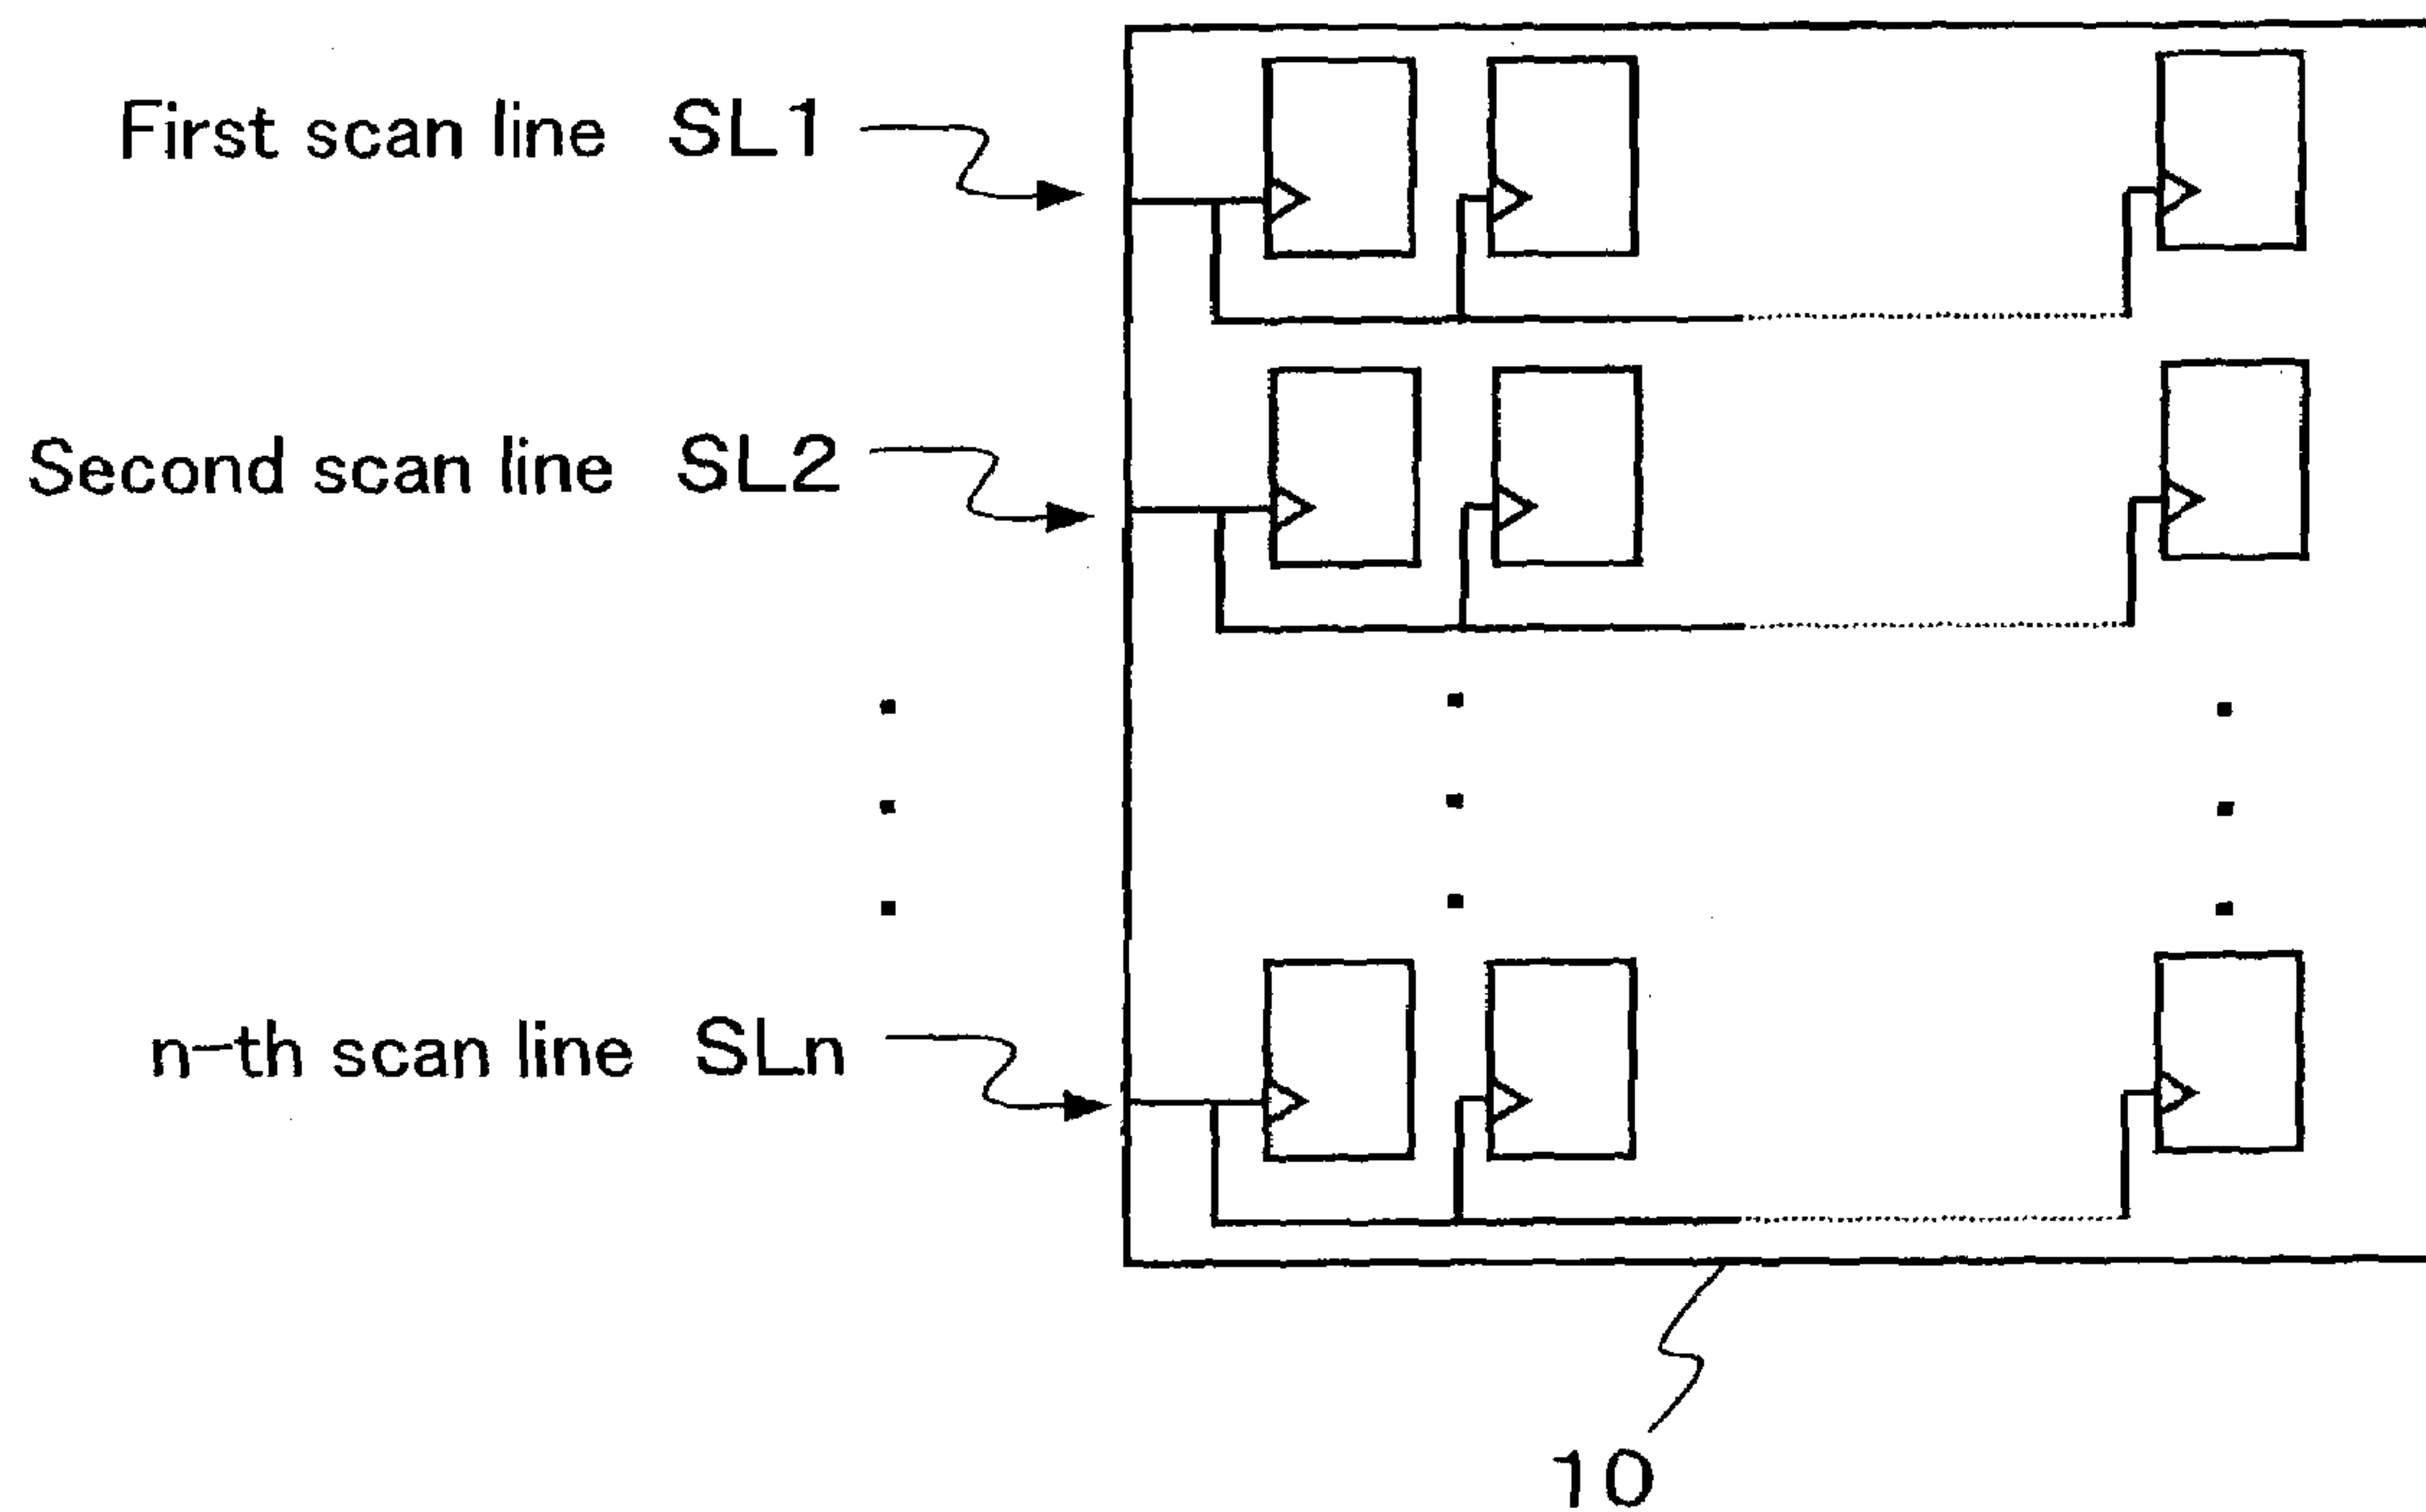 First scan line SL1
Second scan line SL2
n-th scan line SLn
10